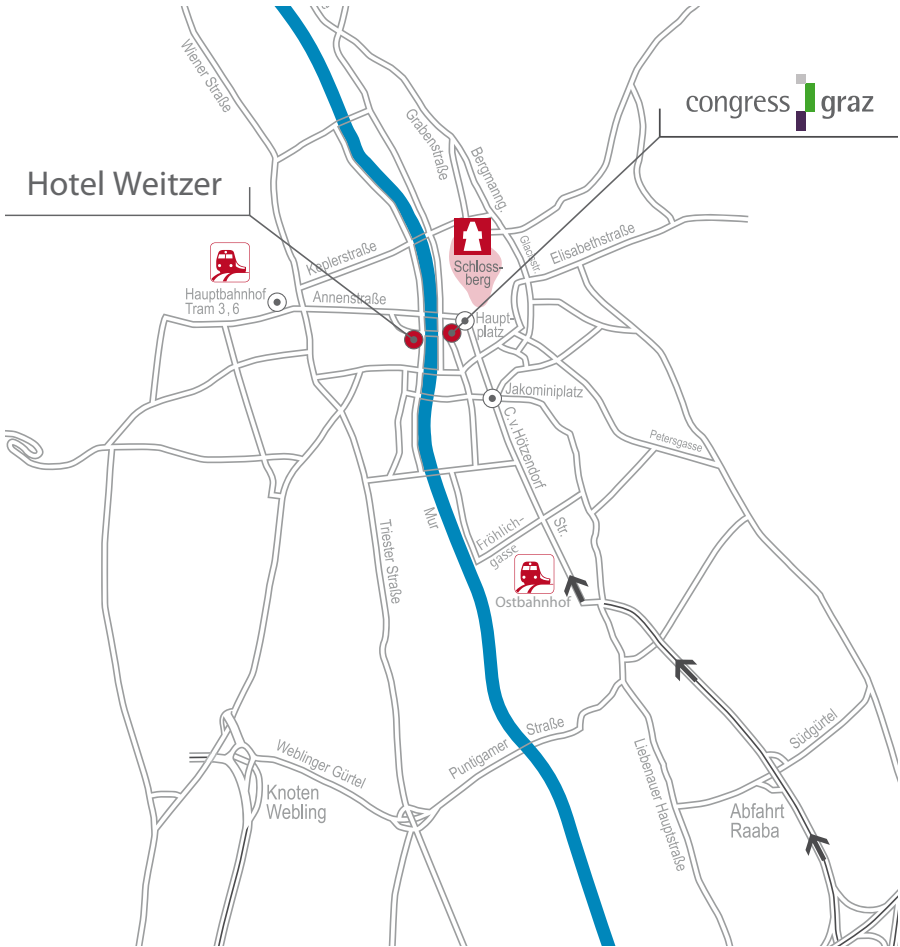 Wiener Straße
congress graz
Grabenstraße
Bergmanng.
Hotel Weitzer
Glacisstr.
Elisabethstraße
Keplerstraße
Schloss-
berg
Hauptbahnhof
Tram 3, 6
Annenstraße
Haupt-
platz
Jakominiplatz
C.v.Hötzendorf
Str.
Petersgasse
Mur
Triester Straße
Fröhlich-
gasse
Ostbahnhof
Puntigamer Straße
Weblinger Gürtel
Südgürtel
Liebenauer Hauptstraße
Knoten
Webling
Abfahrt
Raaba